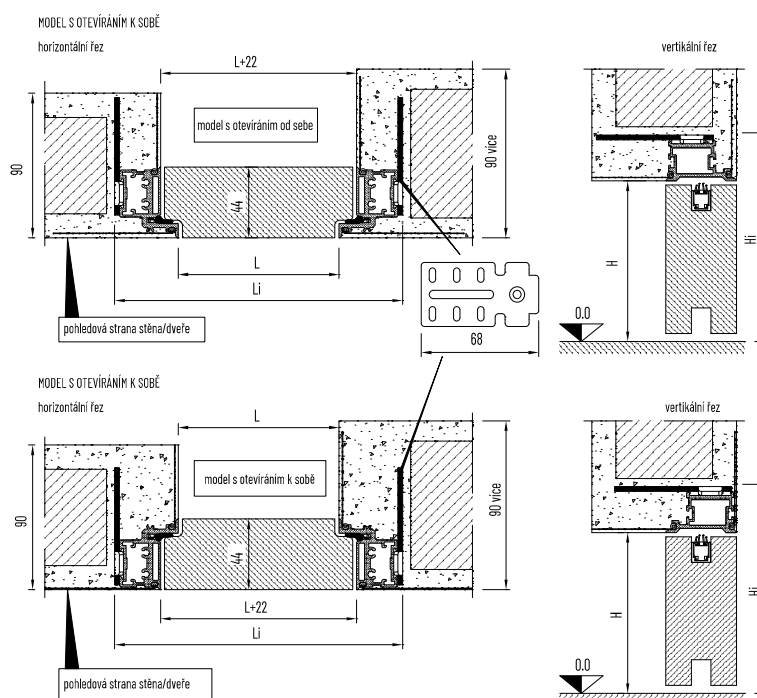 MODEL S OTEVÍRÁNÍM K SOBĚ
horizontální řez
vertikální řez
L+22
model s otevíráním od sebe
90
90 více
44
H
Hi
L
Li
0.0
pohledová strana stěna/dveře
68
MODEL S OTEVÍRÁNÍM K SOBĚ
horizontální řez
vertikální řez
L
model s otevíráním k sobě
90
90 více
44
H
Hi
L+22
Li
0.0
pohledová strana stěna/dveře